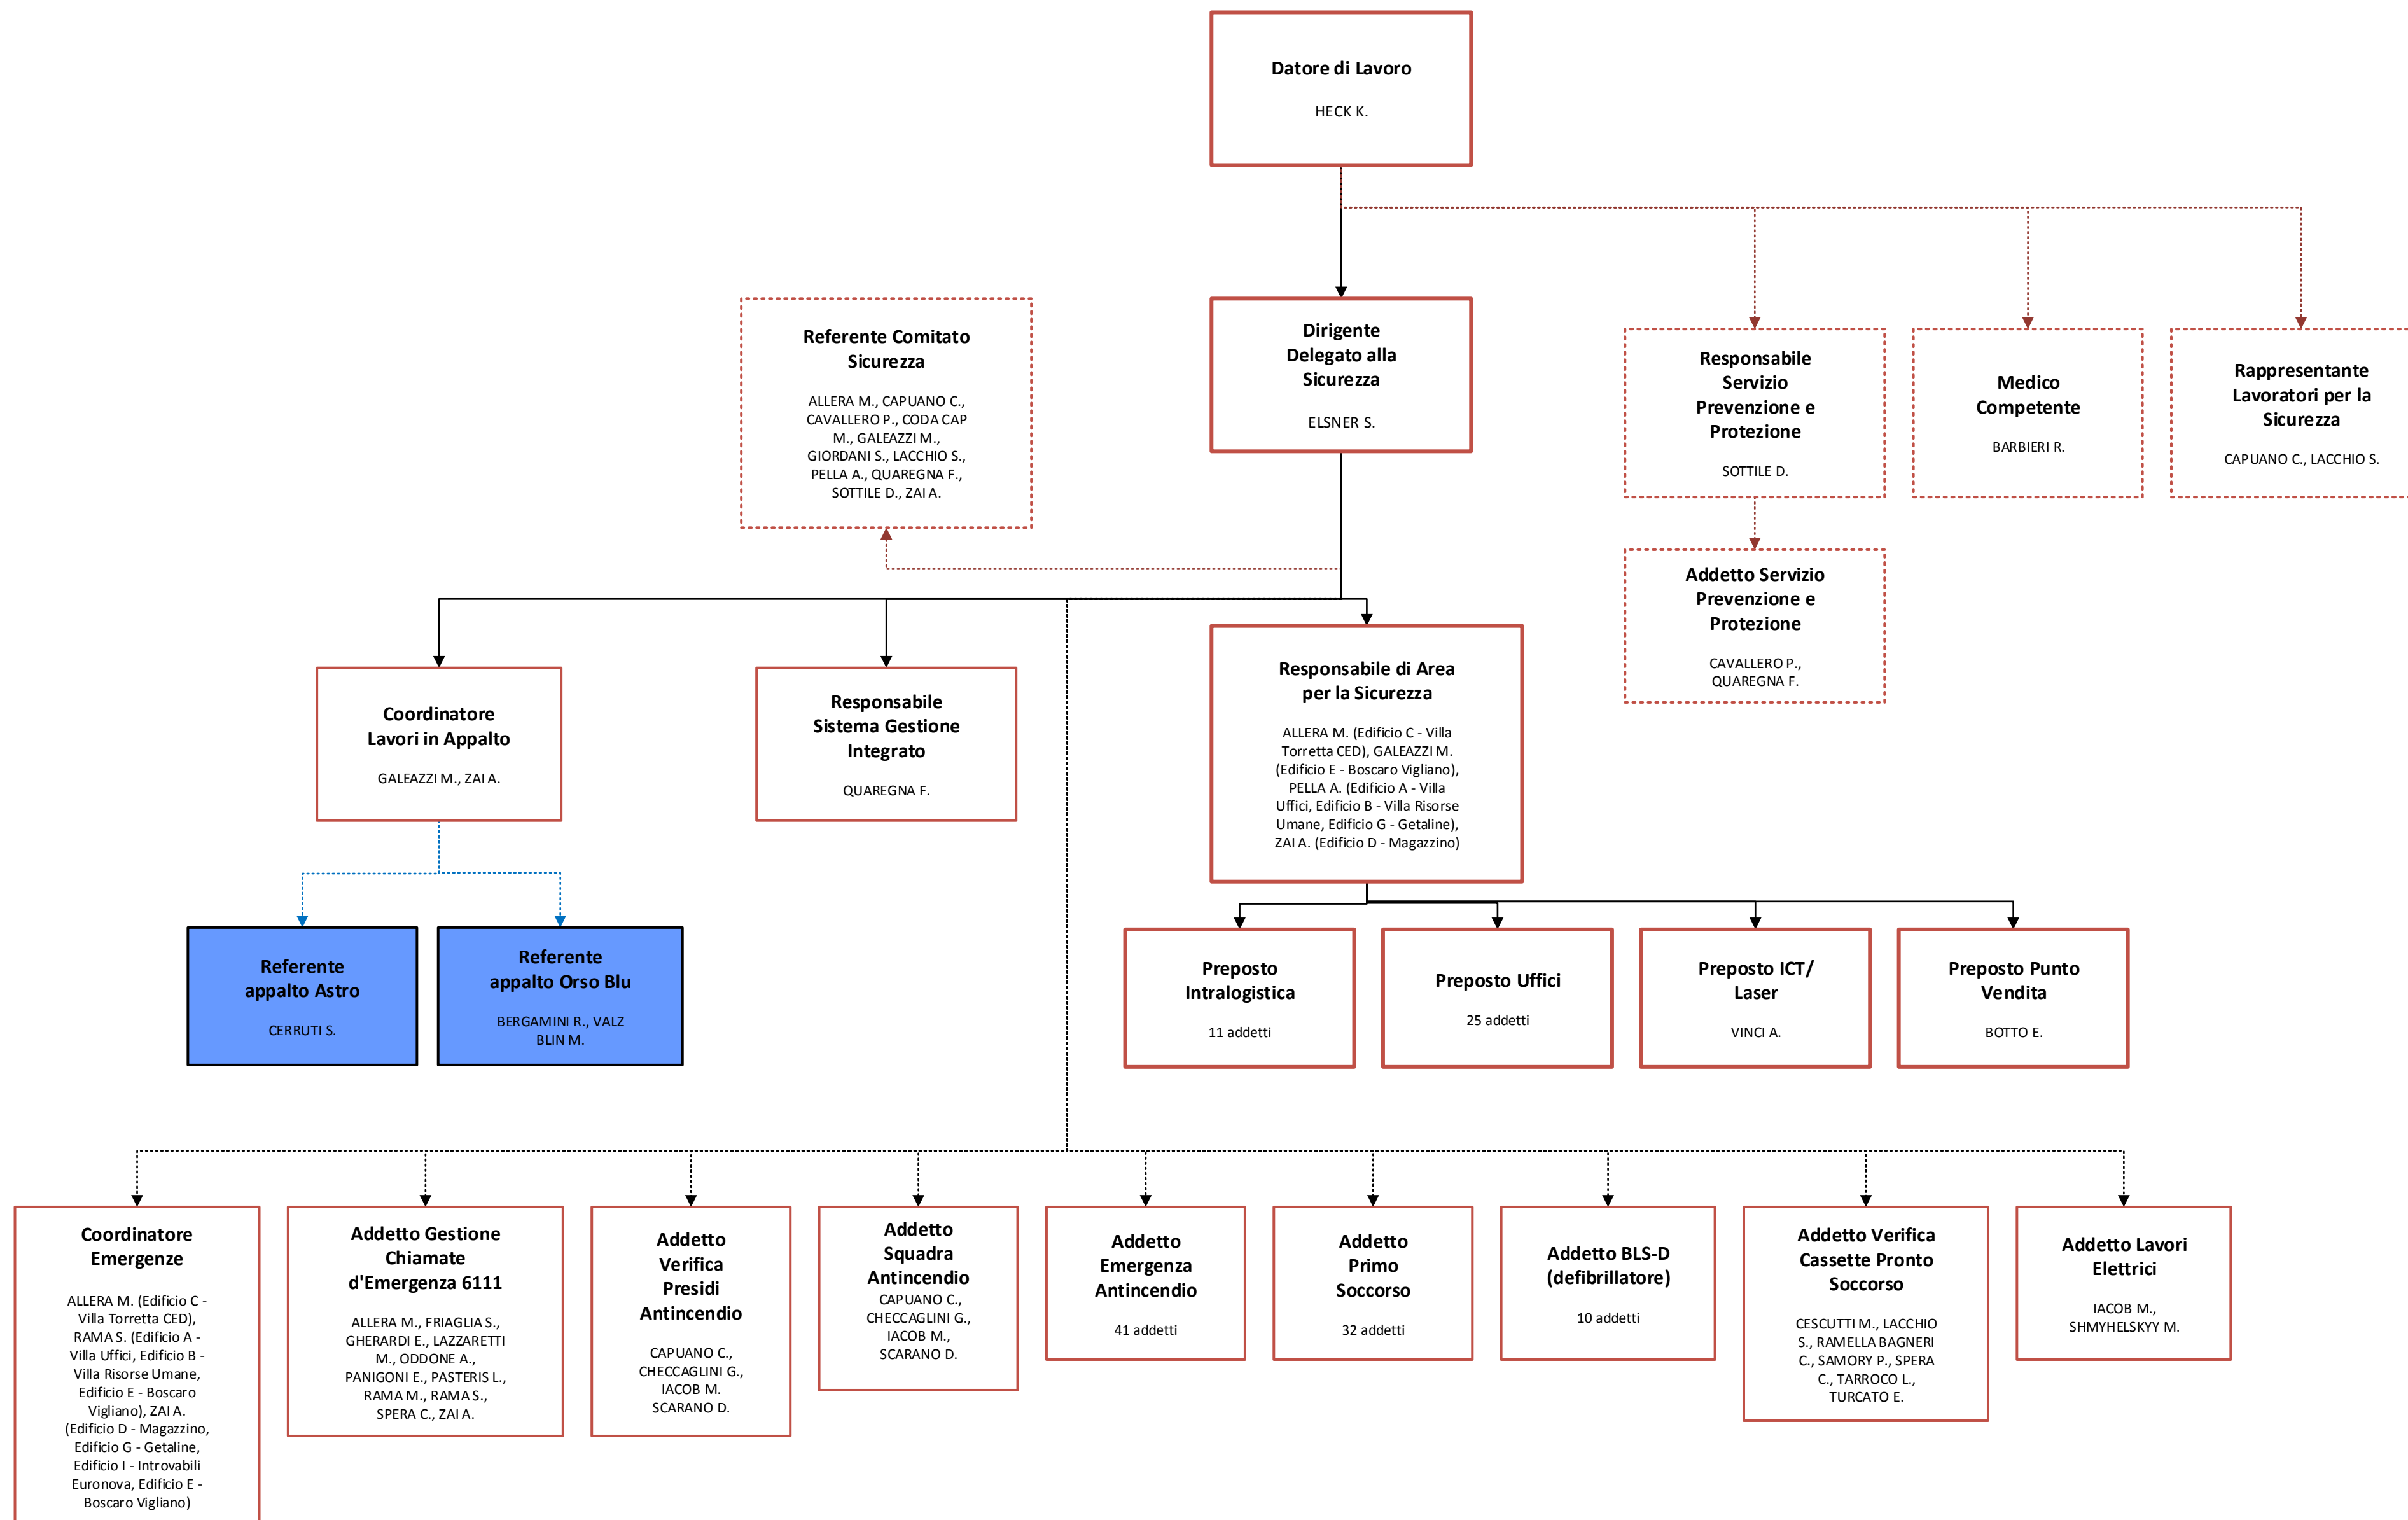 Datore di Lavoro
HECK K.
Referente Comitato
Sicurezza
ALLERA M., CAPUANO C.,
CAVALLERO P., CODA CAP
M., GALEAZZI M.,
GIORDANI S., LACCHIO S.,
PELLA A., QUAREGNA F.,
SOTTILE D., ZAI A.
Dirigente
Delegato alla
Sicurezza
ELSNER S.
Responsabile
Servizio
Prevenzione e
Protezione
SOTTILE D.
Medico
Competente
BARBIERI R.
Rappresentante
Lavoratori per la
Sicurezza
CAPUANO C., LACCHIO S.
Addetto Servizio
Prevenzione e
Protezione
CAVALLERO P.,
QUAREGNA F.
Coordinatore
Lavori in Appalto
GALEAZZI M., ZAI A.
Responsabile
Sistema Gestione
Integrato
QUAREGNA F.
Responsabile di Area
per la Sicurezza
ALLERA M. (Edificio C - Villa
Torretta CED), GALEAZZI M.
(Edificio E - Boscaro Vigliano),
PELLA A. (Edificio A - Villa
Uffici, Edificio B - Villa Risorse
Umane, Edificio G - Getaline),
ZAI A. (Edificio D - Magazzino)
Referente
appalto Astro
CERRUTI S.
Referente
appalto Orso Blu
BERGAMINI R., VALZ
BLIN M.
Preposto
Intralogistica
11 addetti
Preposto Uffici
25 addetti
Preposto ICT/
Laser
VINCI A.
Preposto Punto
Vendita
BOTTO E.
Coordinatore
Emergenze
ALLERA M. (Edificio C -
Villa Torretta CED),
RAMA S. (Edificio A -
Villa Uffici, Edificio B -
Villa Risorse Umane,
Edificio E - Boscaro
Vigliano), ZAI A.
(Edificio D - Magazzino,
Edificio G - Getaline,
Edificio I - Introvabili
Euronova, Edificio E -
Boscaro Vigliano)
Addetto Gestione
Chiamate
d'Emergenza 6111
ALLERA M., FRIAGLIA S.,
GHERARDI E., LAZZARETTI
M., ODDONE A.,
PANIGONI E., PASTERIS L.,
RAMA M., RAMA S.,
SPERA C., ZAI A.
Addetto
Verifica
Presidi
Antincendio
CAPUANO C.,
CHECCAGLINI G.,
IACOB M.
SCARANO D.
Addetto
Squadra
Antincendio
CAPUANO C.,
CHECCAGLINI G.,
IACOB M.,
SCARANO D.
Addetto
Emergenza
Antincendio
41 addetti
Addetto
Primo
Soccorso
32 addetti
Addetto BLS-D
(defibrillatore)
10 addetti
Addetto Verifica
Cassette Pronto
Soccorso
CESCUTTI M., LACCHIO
S., RAMELLA BAGNERI
C., SAMORY P., SPERA
C., TARROCO L.,
TURCATO E.
Addetto Lavori
Elettrici
IACOB M.,
SHMYHELSKYY M.